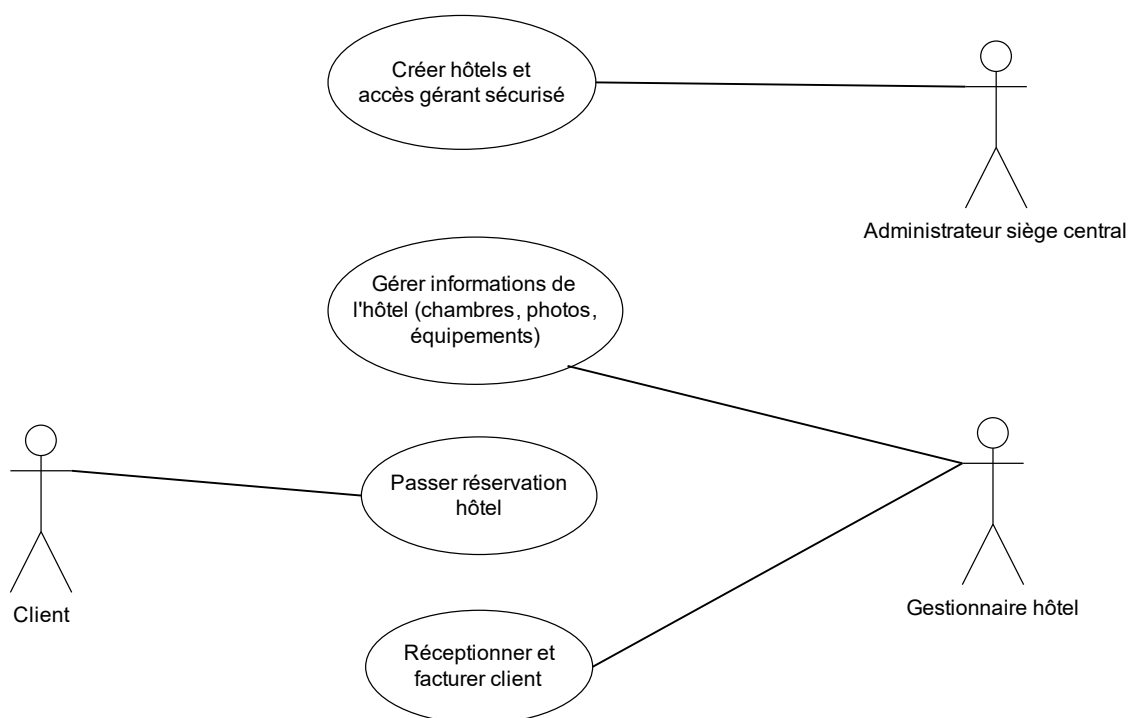 Créer hôtels et
accès gérant sécurisé
Administrateur siège central
Gérer informations de
l'hôtel (chambres, photos,
équipements)
Passer réservation
hôtel
Client
Gestionnaire hôtel
Réceptionner et
facturer client